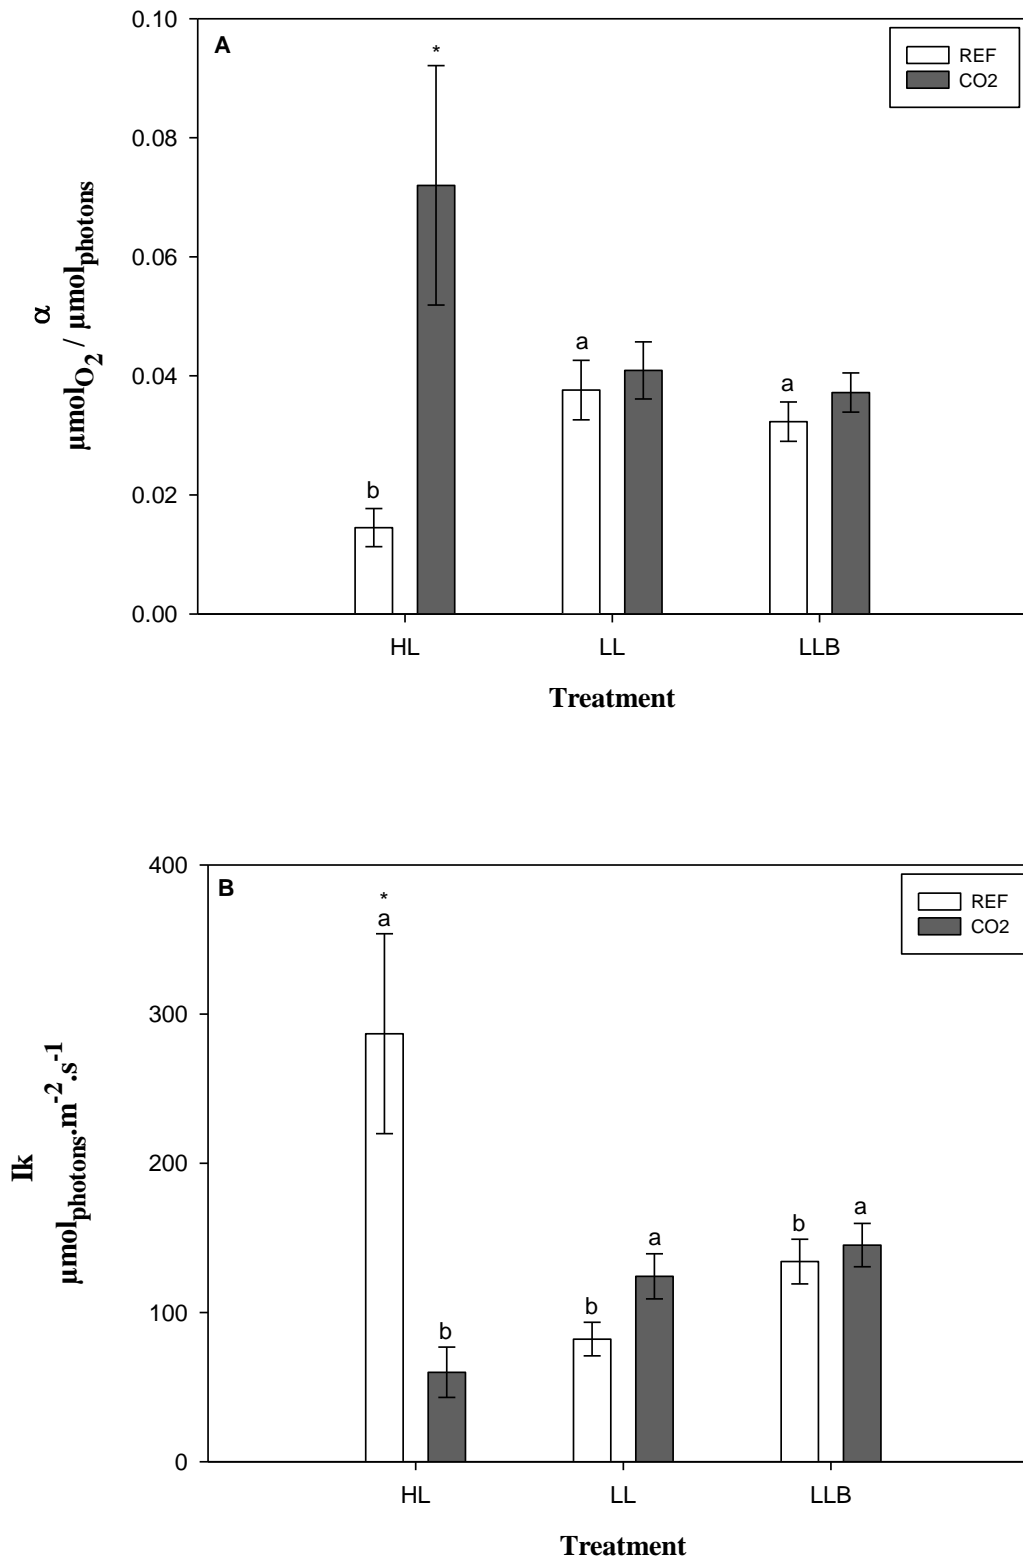 A
*
REF
CO2
0.10
0.08
0.06
0.04
0.02
0.00
b
a
a
α
µmolO2 / µmolphotons
HL LL LLB
Treatment
B
*
a
REF
CO2
400
300
200
100
0
b
b
a
b
a
Ik
µmolphotons.m-2.s-1
HL LL LLB
Treatment